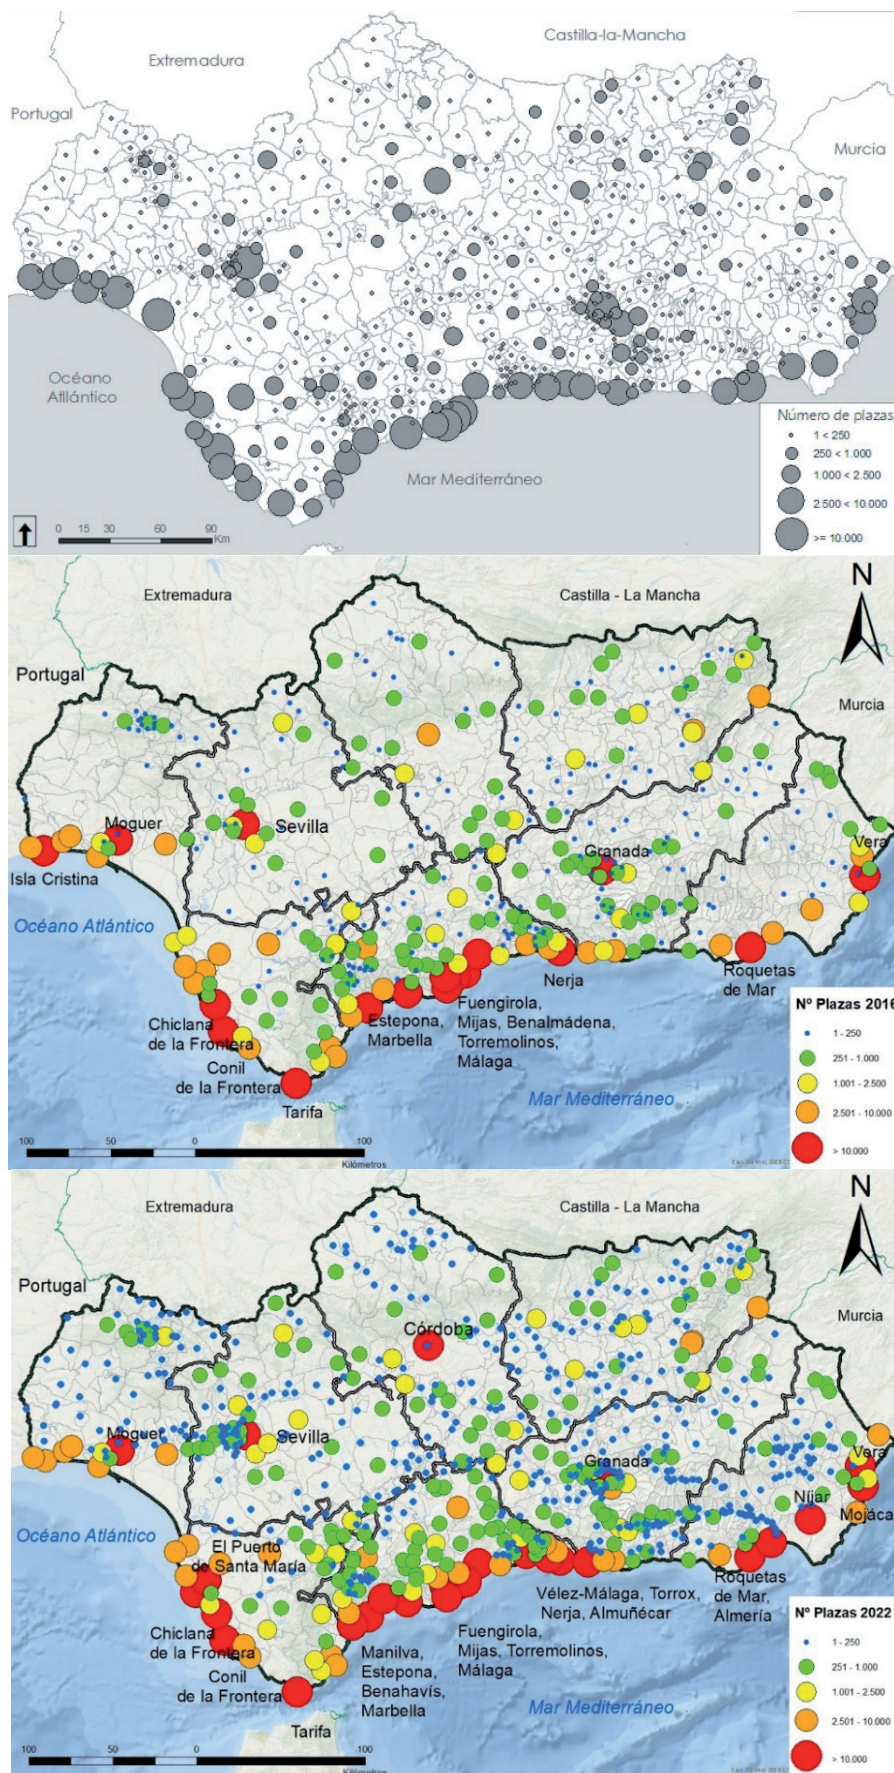 Extremadura
Castilla-la-Mancha
Portugal
Murcia
Océano
Atllántico
Mar Mediterráneo
Número de plazas
1 < 250
250 < 1.000
1.000 < 2.500
2.500 < 10.000
>= 10.000
0 15 30 60 90
Km
N
Extremadura
Castilla - La Mancha
Portugal
Murcia
Moguer
Sevilla
Granada
Vera
Isla Cristina
Océano Atlántico
Nerja
Roquetas
de Mar
Chiclana
de la Frontera
Estepona,
Marbella
Fuengirola,
Mijas, Benalmádena,
Torremolinos,
Málaga
Conil
de la Frontera
Tarifa
Mar Mediterráneo
Nº Plazas 2016
1 - 250
251 - 1.000
1.001 - 2.500
2.501 - 10.000
> 10.000
100 50 0 100
Kilómetros
N
Extremadura
Castilla - La Mancha
Portugal
Murcia
Córdoba
Moguer
Sevilla
Granada
Vera
Níjar
Mojácar
Océano Atlántico
El Puerto
de Santa María
Roquetas
de Mar,
Almería
Vélez-Málaga, Torrox,
Nerja, Almuñécar
Chiclana
de la Frontera
Fuengirola,
Mijas, Torremolinos,
Málaga
Manilva,
Estepona,
Benahavís,
Marbella
Conil
de la Frontera
Tarifa
Mar Mediterráneo
Nº Plazas 2022
1 - 250
251 - 1.000
1.001 - 2.500
2.501 - 10.000
> 10.000
100 50 0 100
Kilómetros